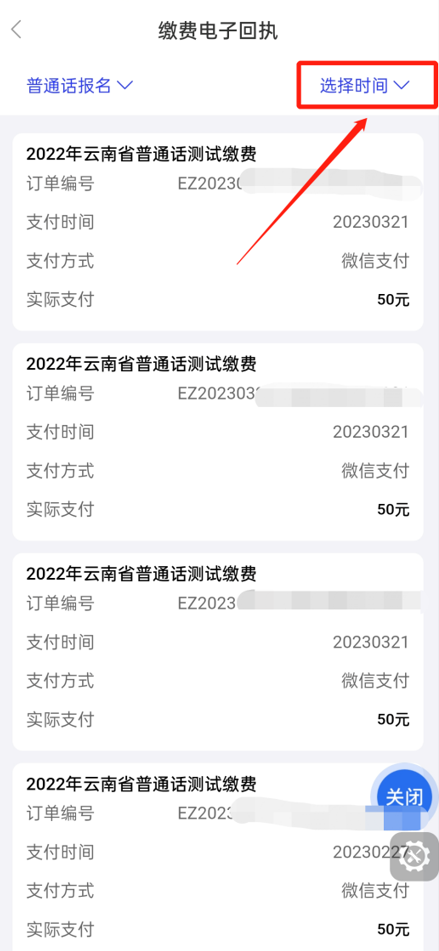 缴费电子回执
普通话报名 选择时间
2022年云南省普通话测试缴费
订单编号 EZ20230
支付时间 20230321
支付方式 微信支付
实际支付 50元
2022年云南省普通话测试缴费
订单编号 EZ202303
支付时间 20230321
支付方式 微信支付
实际支付 50元
2022年云南省普通话测试缴费
订单编号 EZ2023
支付时间 20230321
支付方式 微信支付
实际支付 50元
2022年云南省普通话测试缴费
关闭
订单编号 EZ202
支付时间 20230227
支付方式 微信支付
实际支付 50元